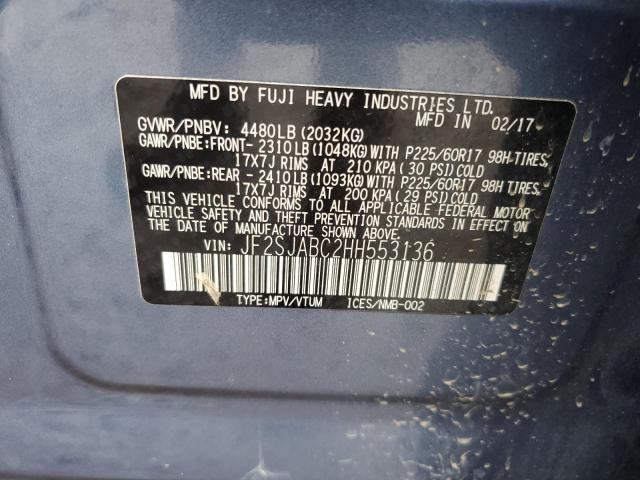 MFD BY FUJI HEAVY INDUSTRIES LTD.
MFD IN 02/17
GVWR/PNBV: 4480LB(2032KG)
GAWR/PNBE:FRONT- 2310LB(1048KG)WITH P225/60R17 98H-TIRES,
17X7J RIMS AT 210 KPA(30 PSI)COLD
GAWR/PNBE:REAR - 2410LB(1093KG)WITH P225/60R17 98H TIRES,
17X7J RIMS AT 200 KPA(29 PSI)COLD
THIS VEHICLE CONFORMS TO ALL APPLICABLE FEDERAL MOTOR
VEHICLE SAFETY AND THEFT PREVENTION STANDARDS IN EFFECT ON
THE DATE OF MANUFACTURE SHOWN ABOVE.
VIN: JF2SJABC2HH553136
TYPE:MPV/VTUM ICES/NMB-002